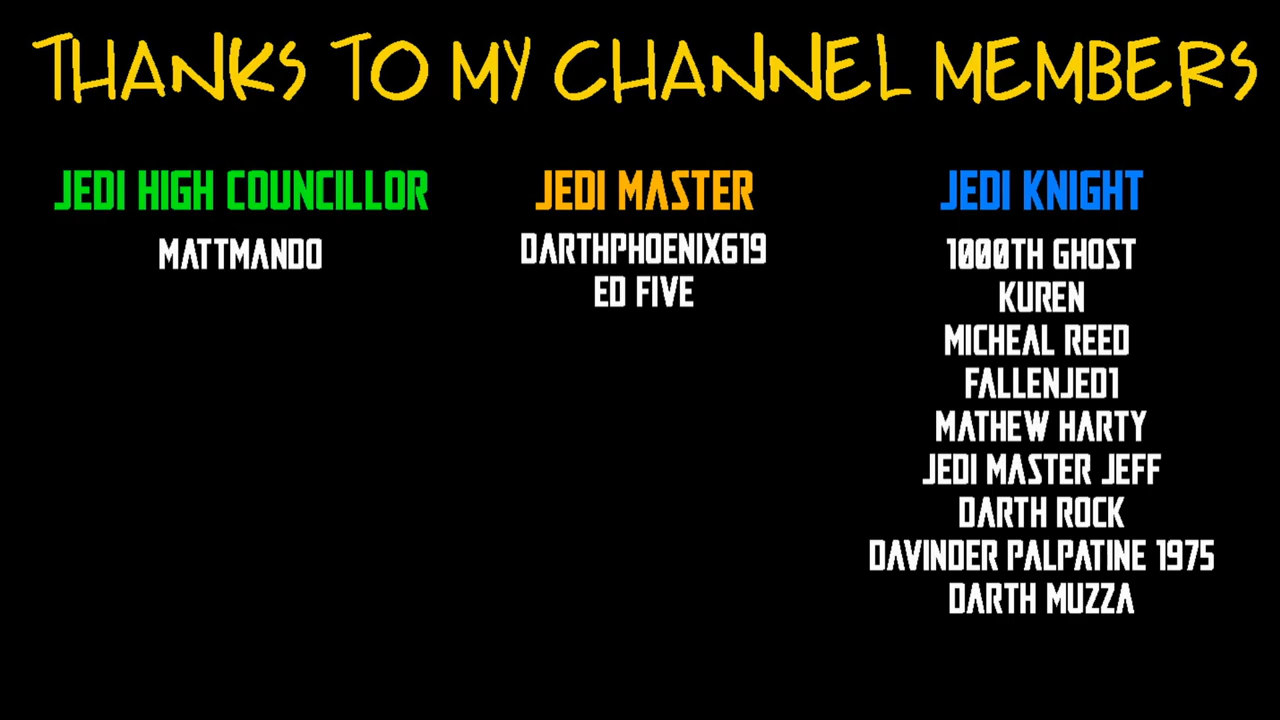 THANKS TO MY CHANNEL MEMBERS
JEDI HIGH COUNCILLOR
MATTMANDO
JEDI MASTER
DARTHPHOENIX619
ED FIVE
JEDI KNIGHT
1000TH GHOST
KUREN
MICHEAL REED
FALLENJED1
MATHEW HARTY
JEDI MASTER JEFF
DARTH ROCK
DAVINDER PALPATINE 1975
DARTH MUZZA